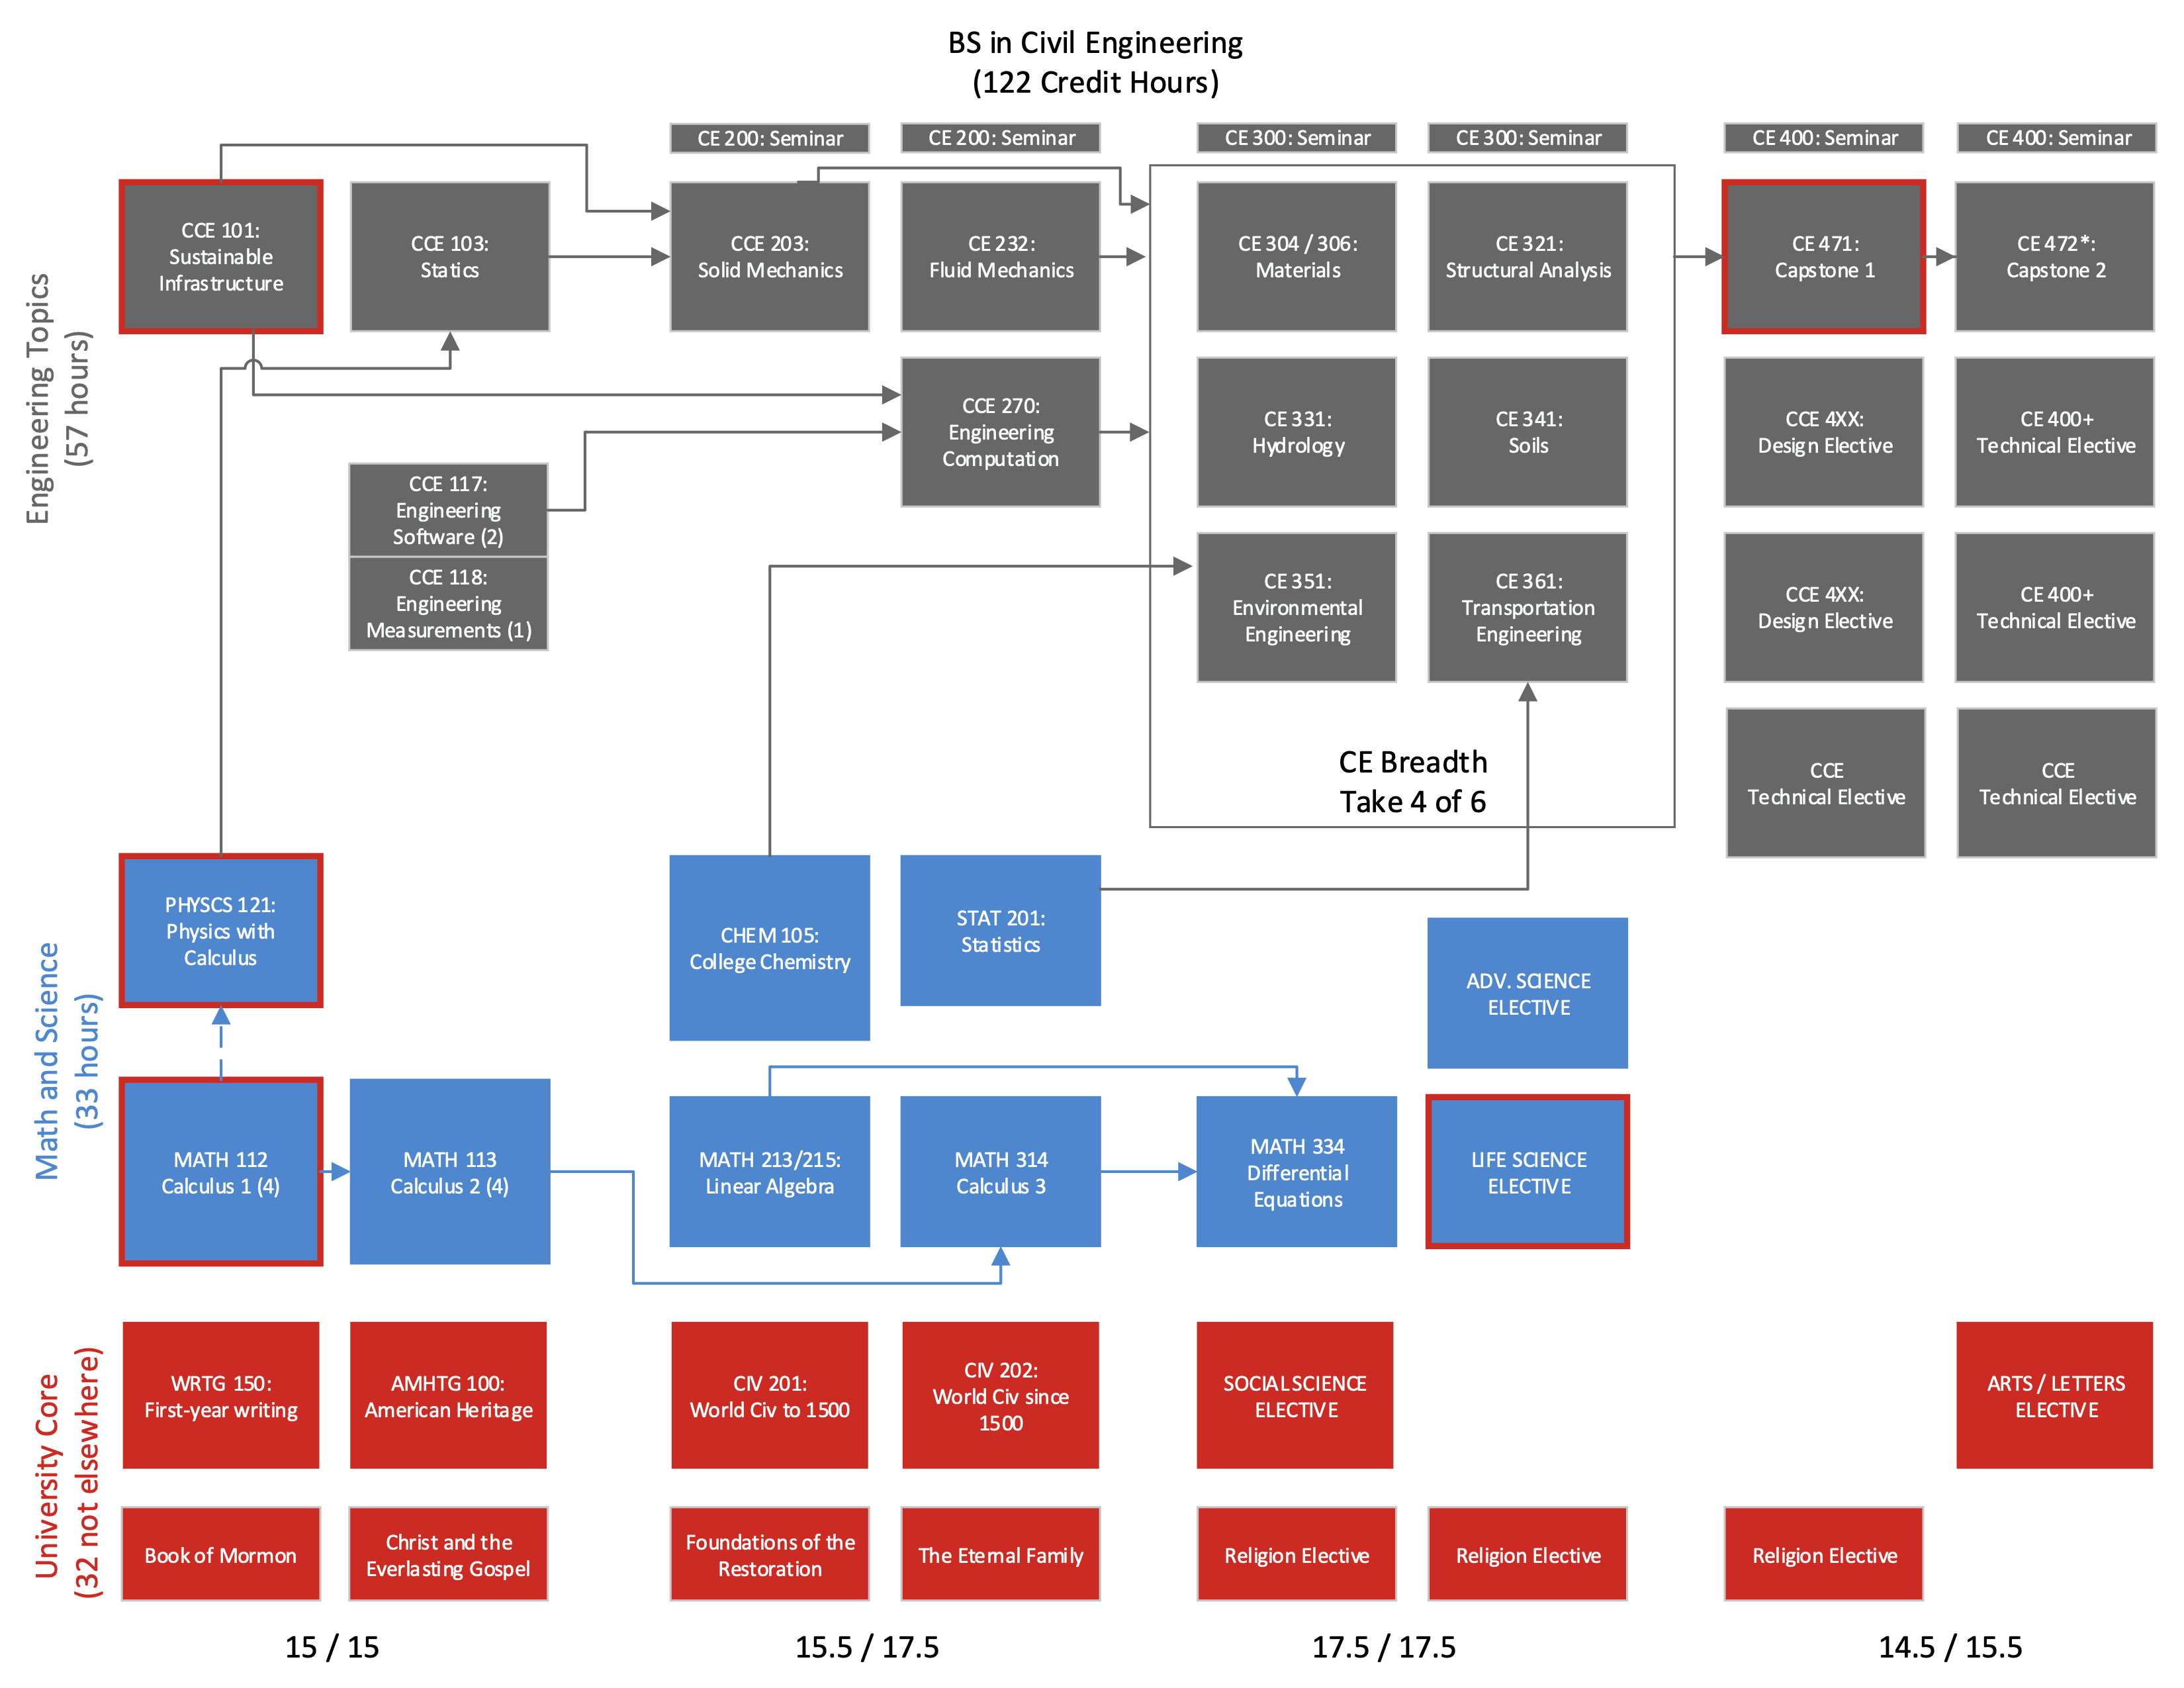 BS in Civil Engineering
(122 Credit Hours)
CE 200: Seminar
CE 200: Seminar
CE 300: Seminar
CE 300: Seminar
CE 400: Seminar
CE 400: Seminar
Engineering Topics
(57 hours)
CCE 101:
Sustainable
Infrastructure
CCE 103:
Statics
CCE 203:
Solid Mechanics
CE 232:
Fluid Mechanics
CE 304 / 306:
Materials
CE 321:
Structural Analysis
CE 471:
Capstone 1
CE 472*:
Capstone 2
CCE 270:
Engineering
Computation
CE 331:
Hydrology
CE 341:
Soils
CCE 4XX:
Design Elective
CE 400+
Technical Elective
CCE 117:
Engineering
Software (2)
CCE 118:
Engineering
Measurements (1)
CE 351:
Environmental
Engineering
CE 361:
Transportation
Engineering
CCE 4XX:
Design Elective
CE 400+
Technical Elective
CE Breadth
Take 4 of 6
CCE
Technical Elective
CCE
Technical Elective
Math and Science
(33 hours)
PHYSCS 121:
Physics with
Calculus
CHEM 105:
College Chemistry
STAT 201:
Statistics
ADV. SCIENCE
ELECTIVE
MATH 112
Calculus 1 (4)
MATH 113
Calculus 2 (4)
MATH 213/215:
Linear Algebra
MATH 314
Calculus 3
MATH 334
Differential
Equations
LIFE SCIENCE
ELECTIVE
University Core
(32 not elsewhere)
WRTG 150:
First-year writing
AMHTG 100:
American Heritage
CIV 201:
World Civ to 1500
CIV 202:
World Civ since
1500
SOCIAL SCIENCE
ELECTIVE
ARTS / LETTERS
ELECTIVE
Book of Mormon
Christ and the
Everlasting Gospel
Foundations of the
Restoration
The Eternal Family
Religion Elective
Religion Elective
Religion Elective
15 / 15
15.5 / 17.5
17.5 / 17.5
14.5 / 15.5